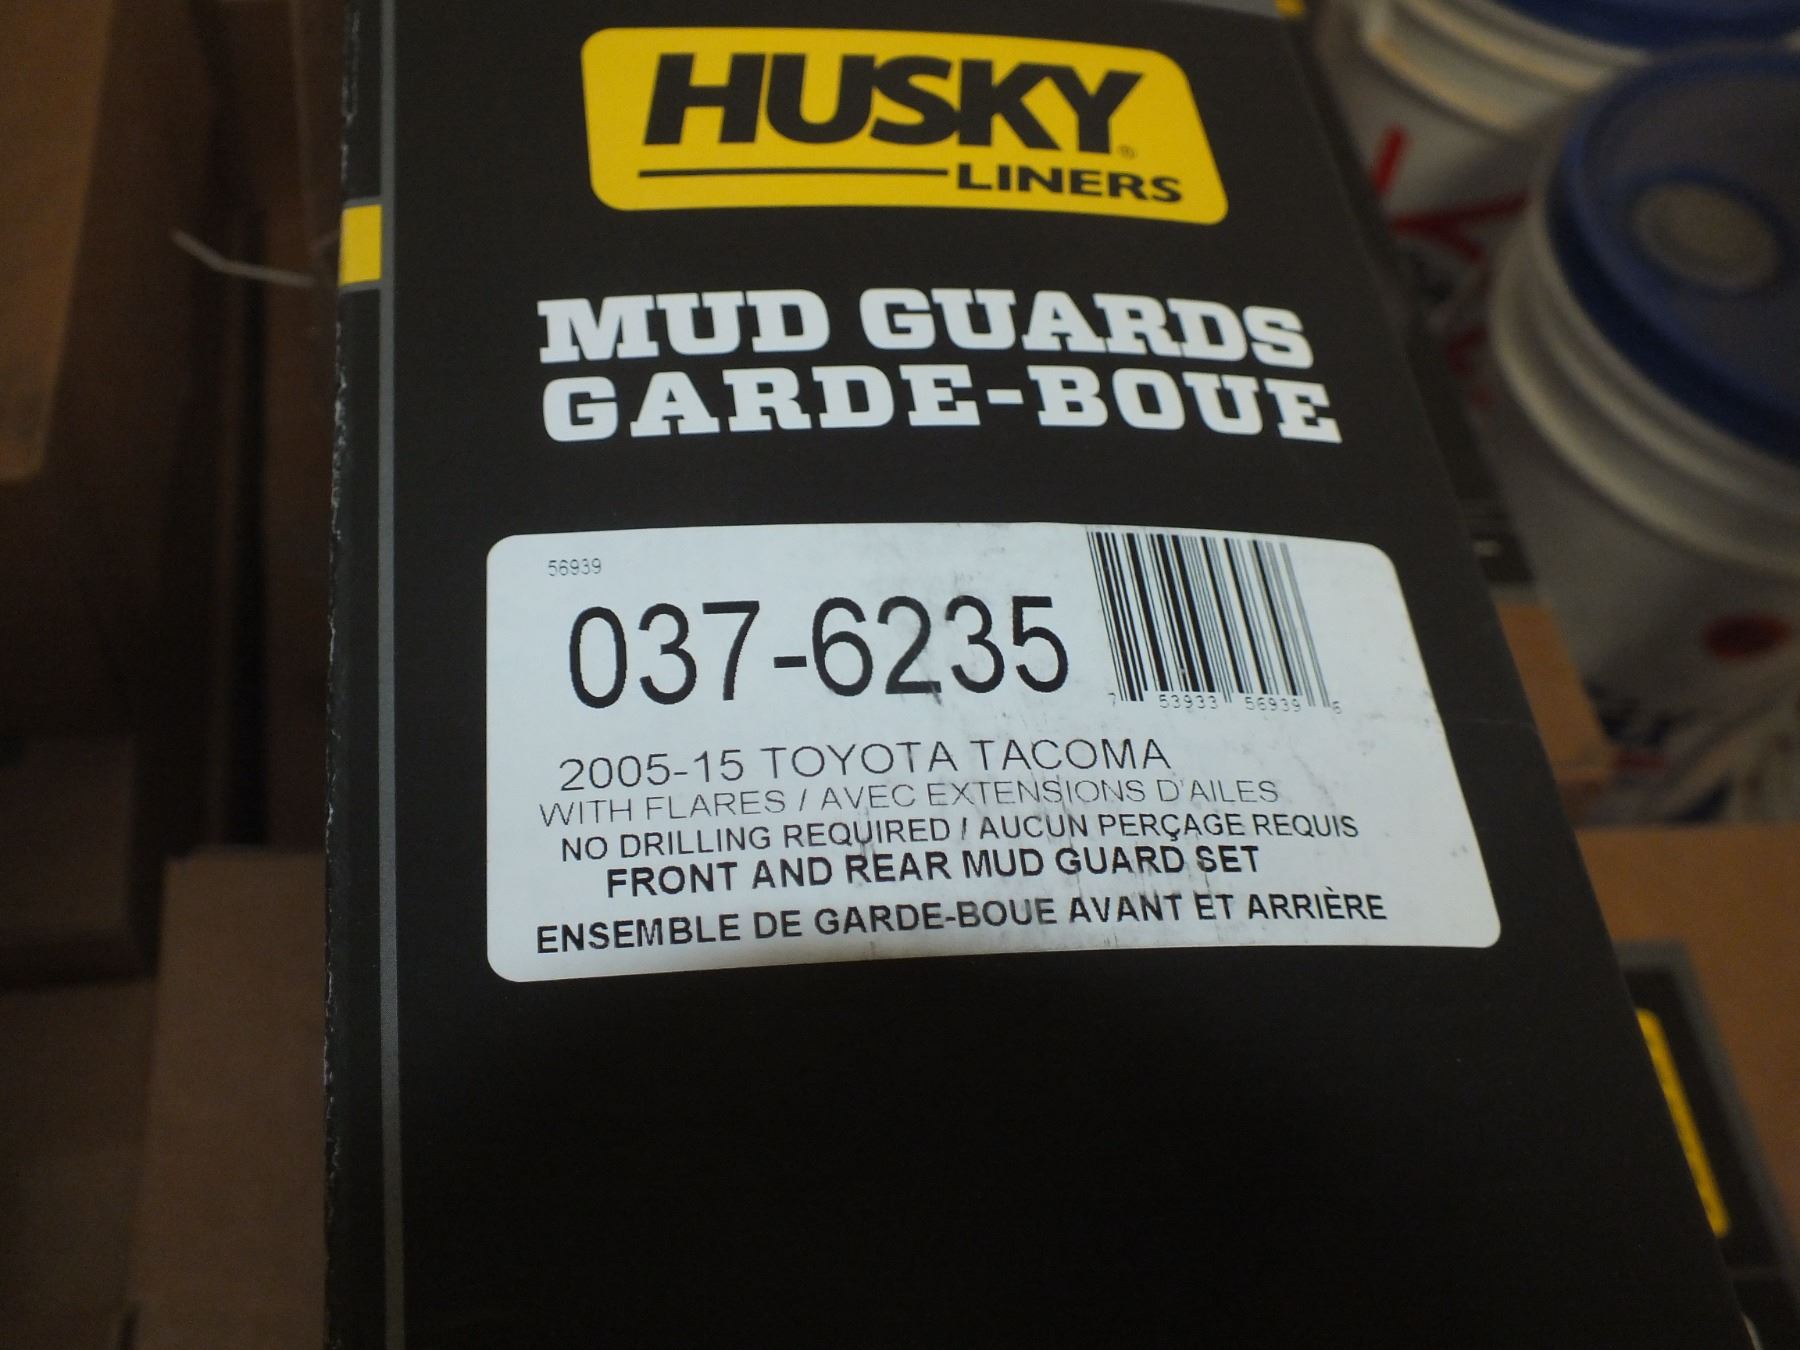 HUSKY®
LINERS
MUD GUARDS
GARDE-BOUE
56939
037-6235
7 53933 56939 6
2005-15 TOYOTA TACOMA
WITH FLARES / AVEC EXTENSIONS D'AILES
NO DRILLING REQUIRED / AUCUN PERÇAGE REQUIS
FRONT AND REAR MUD GUARD SET
ENSEMBLE DE GARDE-BOUE AVANT ET ARRIÈRE